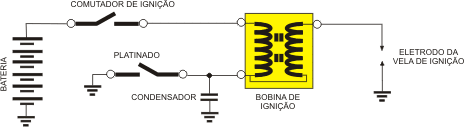 COMUTADOR DE IGNIÇÃO
BATERIA
PLATINADO
CONDENSADOR
BOBINA DE
IGNIÇÃO
ELETRODO DA
VELA DE IGNIÇÃO